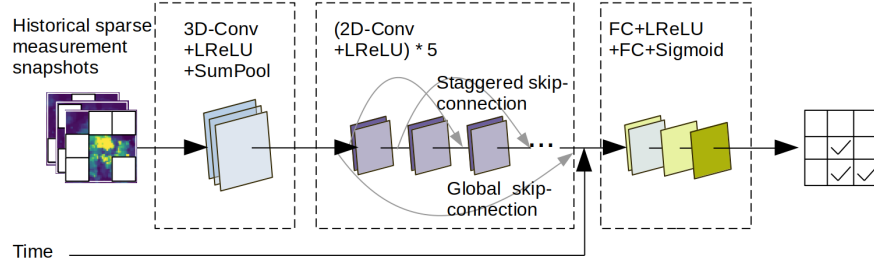 Historical sparse
measurement
snapshots
3D-Conv
+LReLU
+SumPool
(2D-Conv
+LReLU) * 5
Staggered skip-
connection
...
Global skip-
connection
FC+LReLU
+FC+Sigmoid
Time